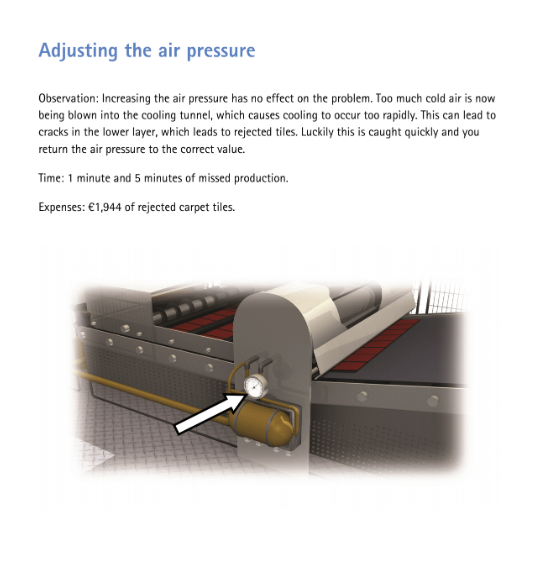 Adjusting the air pressure
Observation: Increasing the air pressure has no effect on the problem. Too much cold air is now
being blown into the cooling tunnel, which causes cooling to occur too rapidly. This can lead to
cracks in the lower layer, which leads to rejected tiles. Luckily this is caught quickly and you
return the air pressure to the correct value.
Time: 1 minute and 5 minutes of missed production.
Expenses: €1,944 of rejected carpet tiles.